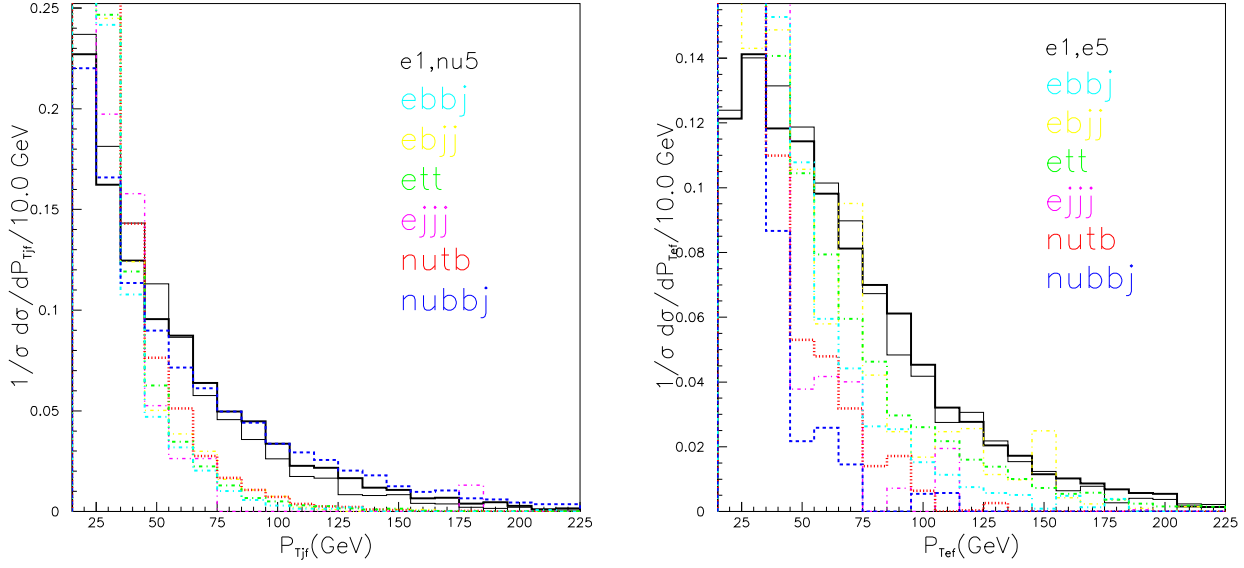 1/σ dσ/dP_Tjf/10.0 GeV
0.25
0.2
0.15
0.1
0.05
0
e1,nu5
ebbj
ebjj
ett
ejjj
nutb
nubbj
25 50 75 100 125 150 175 200 225
P_Tjf(GeV)
1/σ dσ/dP_Tef/10.0 GeV
0.14
0.12
0.1
0.08
0.06
0.04
0.02
0
e1,e5
ebbj
ebjj
ett
ejjj
nutb
nubbj
25 50 75 100 125 150 175 200 225
P_Tef(GeV)